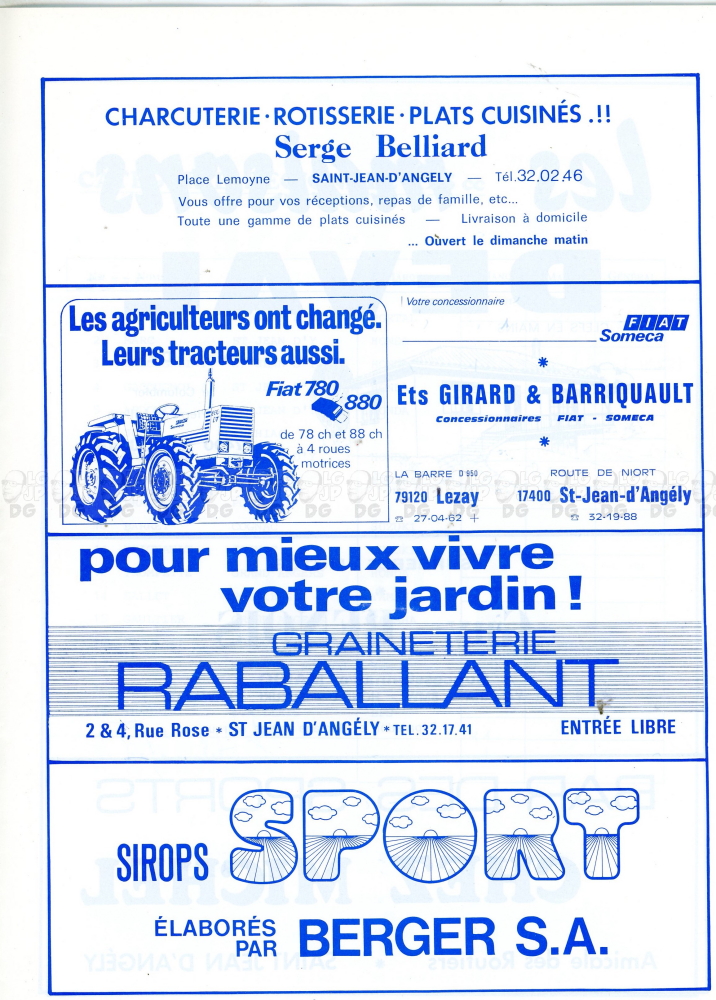 CHARCUTERIE · ROTISSERIE · PLATS CUISINÉS .!!
Serge Belliard
Place Lemoyne — SAINT-JEAN-D'ANGELY — Tél.32.02.46
Vous offre pour vos réceptions, repas de famille, etc...
Toute une gamme de plats cuisinés — Livraison à domicile
... Ouvert le dimanche matin
Les agriculteurs ont changé.
Leurs tracteurs aussi.
Fiat 780
880
de 78 ch et 88 ch
à 4 roues
motrices
Votre concessionnaire
FIAT
Someca
*
Ets GIRARD & BARRIQUAULT
Concessionnaires FIAT - SOMECA
*
LA BARRE D 950
79120 Lezay
☎ 27-04-62 +
ROUTE DE NIORT
17400 St-Jean-d'Angély
☎ 32-19-88
pour mieux vivre
votre jardin !
GRAINETERIE
RABALLANT
2 & 4, Rue Rose * ST JEAN D'ANGÉLY * TEL. 32.17.41 ENTRÉE LIBRE
SIROPS SPORT
ÉLABORÉS
PAR BERGER S.A.